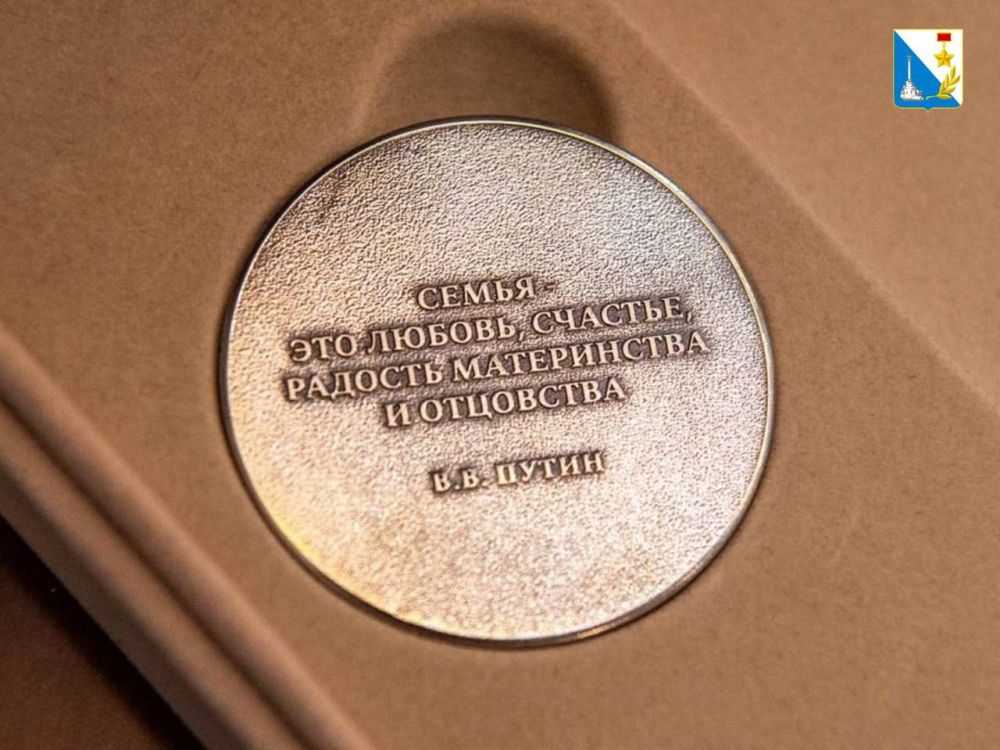 СЕМЬЯ -
ЭТО ЛЮБОВЬ, СЧАСТЬЕ,
РАДОСТЬ МАТЕРИНСТВА
И ОТЦОВСТВА
В.В. ПУТИН